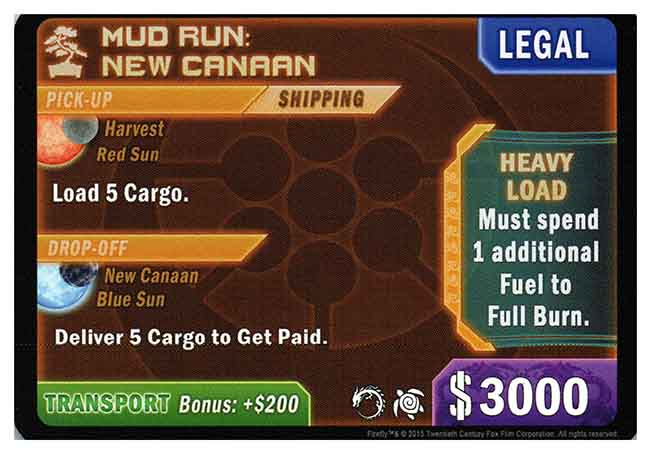 MUD RUN:
NEW CANAAN
LEGAL
PICK-UP
SHIPPING
Harvest
Red Sun
Load 5 Cargo.
HEAVY
LOAD
Must spend
1 additional
Fuel to
Full Burn.
DROP-OFF
New Canaan
Blue Sun
Deliver 5 Cargo to Get Paid.
TRANSPORT Bonus: +$200
$3000
Firefly™& © 2015 Twentieth Century Fox Film Corporation. All rights reserved.